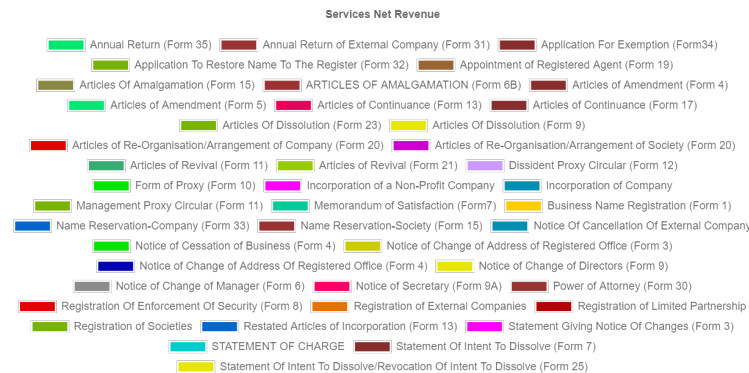 Services Net Revenue
Annual Return (Form 35) Annual Return of External Company (Form 31) Application For Exemption (Form34)
Application To Restore Name To The Register (Form 32) Appointment of Registered Agent (Form 19)
Articles Of Amalgamation (Form 15) ARTICLES OF AMALGAMATION (Form 6B) Articles of Amendment (Form 4)
Articles of Amendment (Form 5) Articles of Continuance (Form 13) Articles of Continuance (Form 17)
Articles Of Dissolution (Form 23) Articles Of Dissolution (Form 9)
Articles of Re-Organisation/Arrangement of Company (Form 20) Articles of Re-Organisation/Arrangement of Society (Form 20)
Articles of Revival (Form 11) Articles of Revival (Form 21) Dissident Proxy Circular (Form 12)
Form of Proxy (Form 10) Incorporation of a Non-Profit Company Incorporation of Company
Management Proxy Circular (Form 11) Memorandum of Satisfaction (Form7) Business Name Registration (Form 1)
Name Reservation-Company (Form 33) Name Reservation-Society (Form 15) Notice Of Cancellation Of External Company
Notice of Cessation of Business (Form 4) Notice of Change of Address of Registered Office (Form 3)
Notice of Change of Address Of Registered Office (Form 4) Notice of Change of Directors (Form 9)
Notice of Change of Manager (Form 6) Notice of Secretary (Form 9A) Power of Attorney (Form 30)
Registration Of Enforcement Of Security (Form 8) Registration of External Companies Registration of Limited Partnership
Registration of Societies Restated Articles of Incorporation (Form 13) Statement Giving Notice Of Changes (Form 3)
STATEMENT OF CHARGE Statement Of Intent To Dissolve (Form 7)
Statement Of Intent To Dissolve/Revocation Of Intent To Dissolve (Form 25)